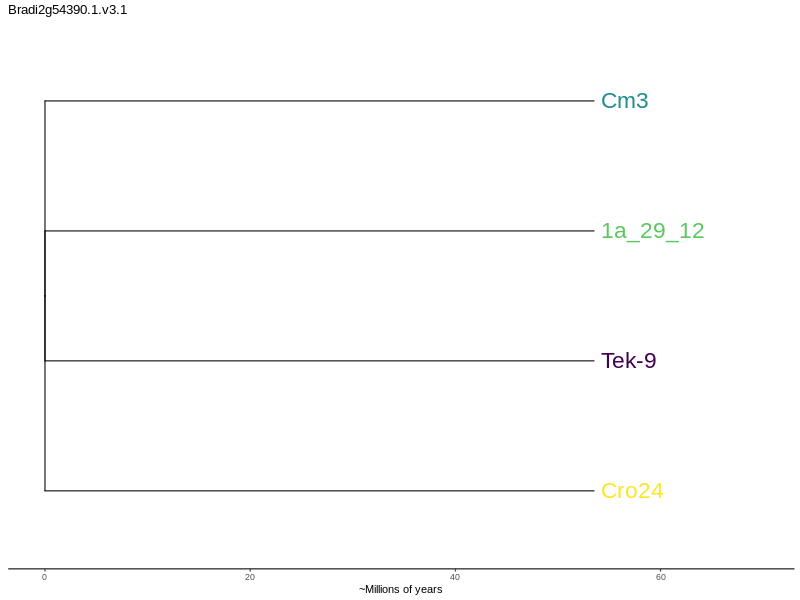 Bradi2g54390.1.v3.1
Cm3
1a_29_12
Tek-9
Cro24
0 20 40 60
~Millions of years